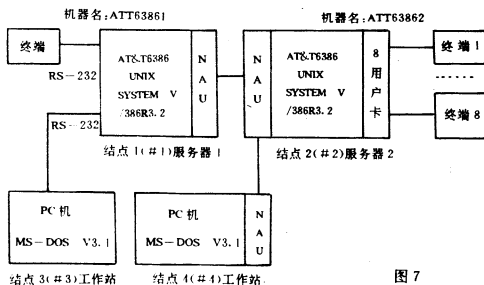 机器名:ATT63861
机器名:ATT63862
终端
RS-232
AT&T6386
UNIX
SYSTEM V
/386R3.2
N
A
U
N
A
U
AT&T6386
UNIX
SYSTEM V
/386R3.2
8
用
户
卡
终端1
……
终端8
RS-232
结点1(#1)服务器1
结点2(#2)服务器2
PC机
MS-DOS V3.1
PC机
MS-DOS V3.1
N
A
U
结点3(#3)工作站
结点4(#4)工作站
图7